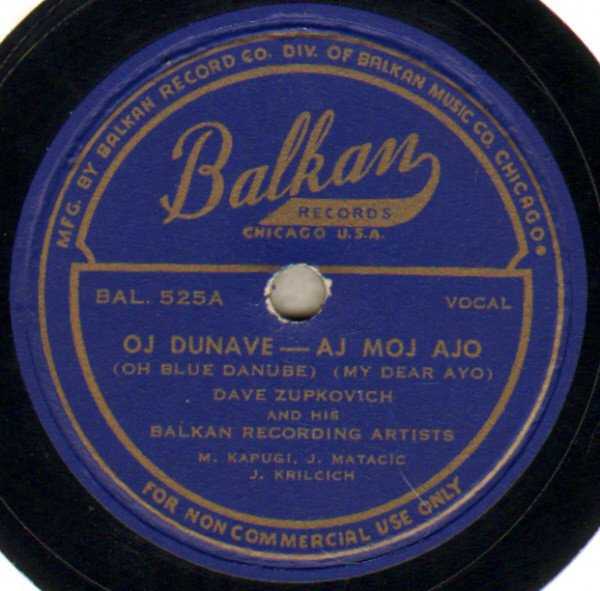 MFG. BY BALKAN RECORD CO. DIV. OF BALKAN MUSIC CO. CHICAGO
Balkan
RECORDS
CHICAGO U.S.A.
BAL. 525A
VOCAL
OJ DUNAVE — AJ MOJ AJO
(OH BLUE DANUBE) (MY DEAR AYO)
DAVE ZUPKOVICH
AND HIS
BALKAN RECORDING ARTISTS
M. KAPUGI, J. MATACIC
J. KRILCICH
FOR NON COMMERCIAL USE ONLY